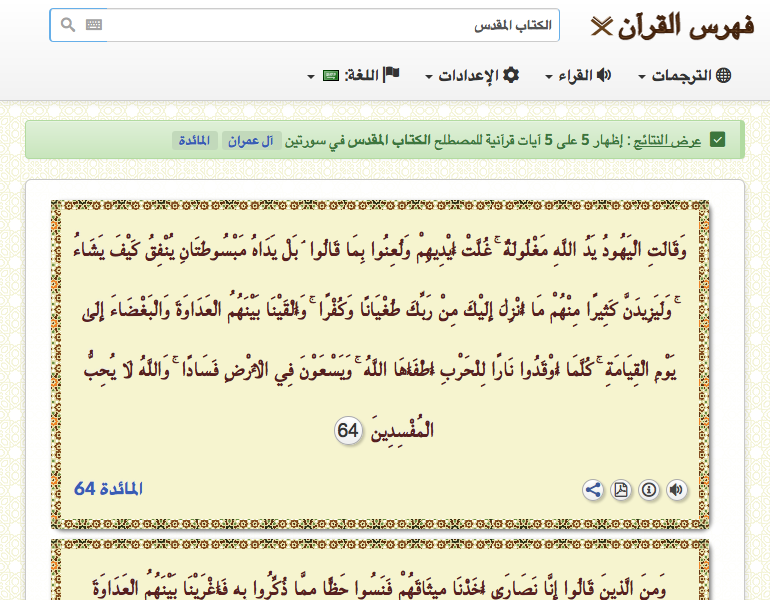 فهرس القرآن
الكتاب المقدس
الترجمات
القراء
الإعدادات
اللغة:
عرض النتائج : إظهار 5 على 5 آيات قرآنية للمصطلح الكتاب المقدس في سورتين آل عمران المائدة
وَقَالَتِ الْيَهُودُ يَدُ اللَّهِ مَغْلُولَةٌ ۚ غُلَّتْ أَيْدِيهِمْ وَلُعِنُوا بِمَا قَالُوا ۘ بَلْ يَدَاهُ مَبْسُوطَتَانِ يُنْفِقُ كَيْفَ يَشَاءُ
ۚ وَلَيَزِيدَنَّ كَثِيرًا مِنْهُمْ مَا أُنْزِلَ إِلَيْكَ مِنْ رَبِّكَ طُغْيَانًا وَكُفْرًا ۚ وَأَلْقَيْنَا بَيْنَهُمُ الْعَدَاوَةَ وَالْبَغْضَاءَ إِلَىٰ
يَوْمِ الْقِيَامَةِ ۚ كُلَّمَا أَوْقَدُوا نَارًا لِلْحَرْبِ أَطْفَأَهَا اللَّهُ ۚ وَيَسْعَوْنَ فِي الْأَرْضِ فَسَادًا ۚ وَاللَّهُ لَا يُحِبُّ
الْمُفْسِدِينَ 64
المائدة 64
وَمِنَ الَّذِينَ قَالُوا إِنَّا نَصَارَىٰ أَخَذْنَا مِيثَاقَهُمْ فَنَسُوا حَظًّا مِمَّا ذُكِّرُوا بِهِ فَأَغْرَيْنَا بَيْنَهُمُ الْعَدَاوَةَ